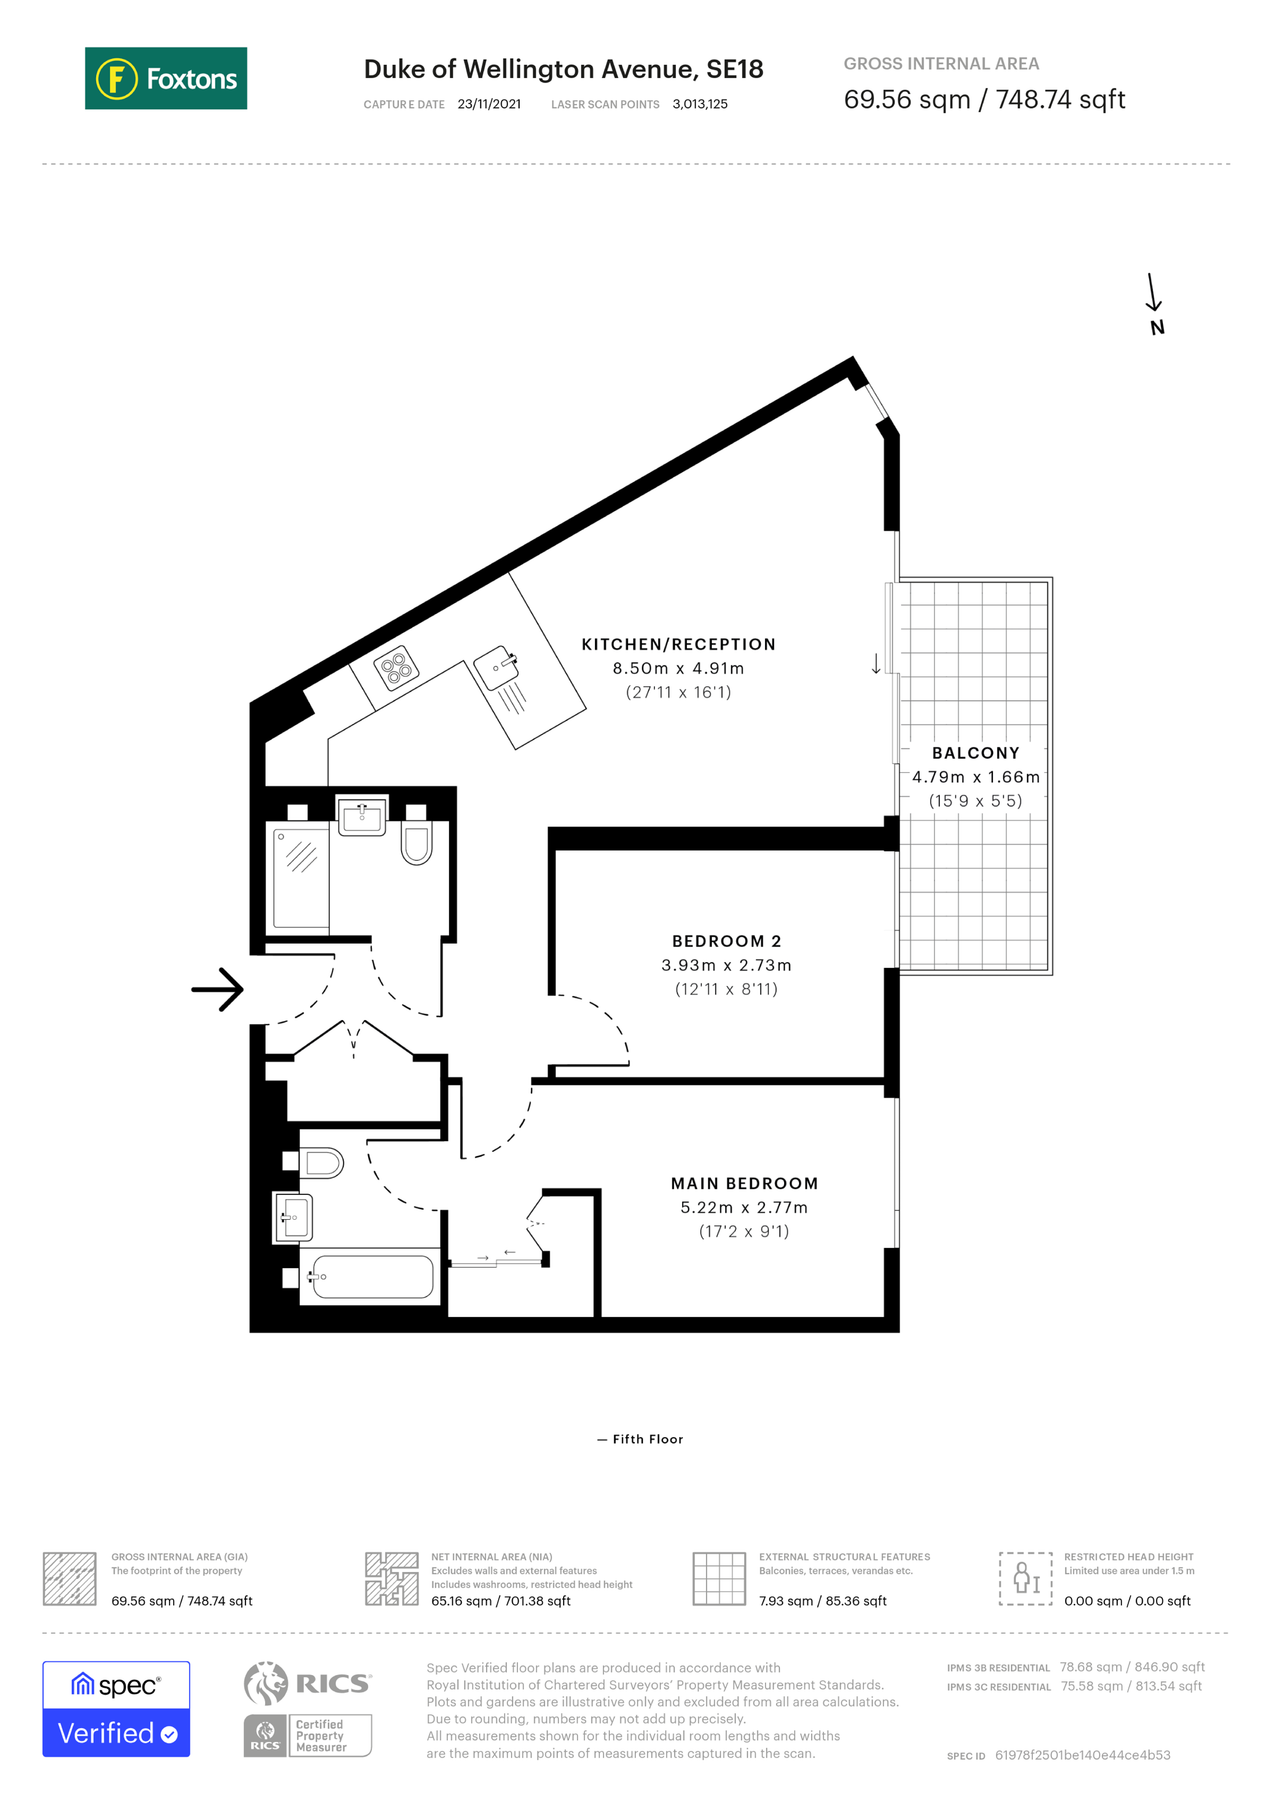 Foxtons
Duke of Wellington Avenue, SE18
CAPTURE DATE 23/11/2021 LASER SCAN POINTS 3,013,125
GROSS INTERNAL AREA
69.56 sqm / 748.74 sqft
N
KITCHEN/RECEPTION
8.50m x 4.91m
(27'11 x 16'1)
BALCONY
4.79m x 1.66m
(15'9 x 5'5)
BEDROOM 2
3.93m x 2.73m
(12'11 x 8'11)
MAIN BEDROOM
5.22m x 2.77m
(17'2 x 9'1)
— Fifth Floor
GROSS INTERNAL AREA (GIA)
The footprint of the property
69.56 sqm / 748.74 sqft
NET INTERNAL AREA (NIA)
Excludes walls and external features
Includes washrooms, restricted head height
65.16 sqm / 701.38 sqft
EXTERNAL STRUCTURAL FEATURES
Balconies, terraces, verandas etc.
7.93 sqm / 85.36 sqft
RESTRICTED HEAD HEIGHT
Limited use area under 1.5 m
0.00 sqm / 0.00 sqft
spec®
Verified
RICS®
RICS
Certified
Property
Measurer
Spec Verified floor plans are produced in accordance with
Royal Institution of Chartered Surveyors' Property Measurement Standards.
Plots and gardens are illustrative only and excluded from all area calculations.
Due to rounding, numbers may not add up precisely.
All measurements shown for the individual room lengths and widths
are the maximum points of measurements captured in the scan.
IPMS 3B RESIDENTIAL 78.68 sqm / 846.90 sqft
IPMS 3C RESIDENTIAL 75.58 sqm / 813.54 sqft
SPEC ID 61978f2501be140e44ce4b53